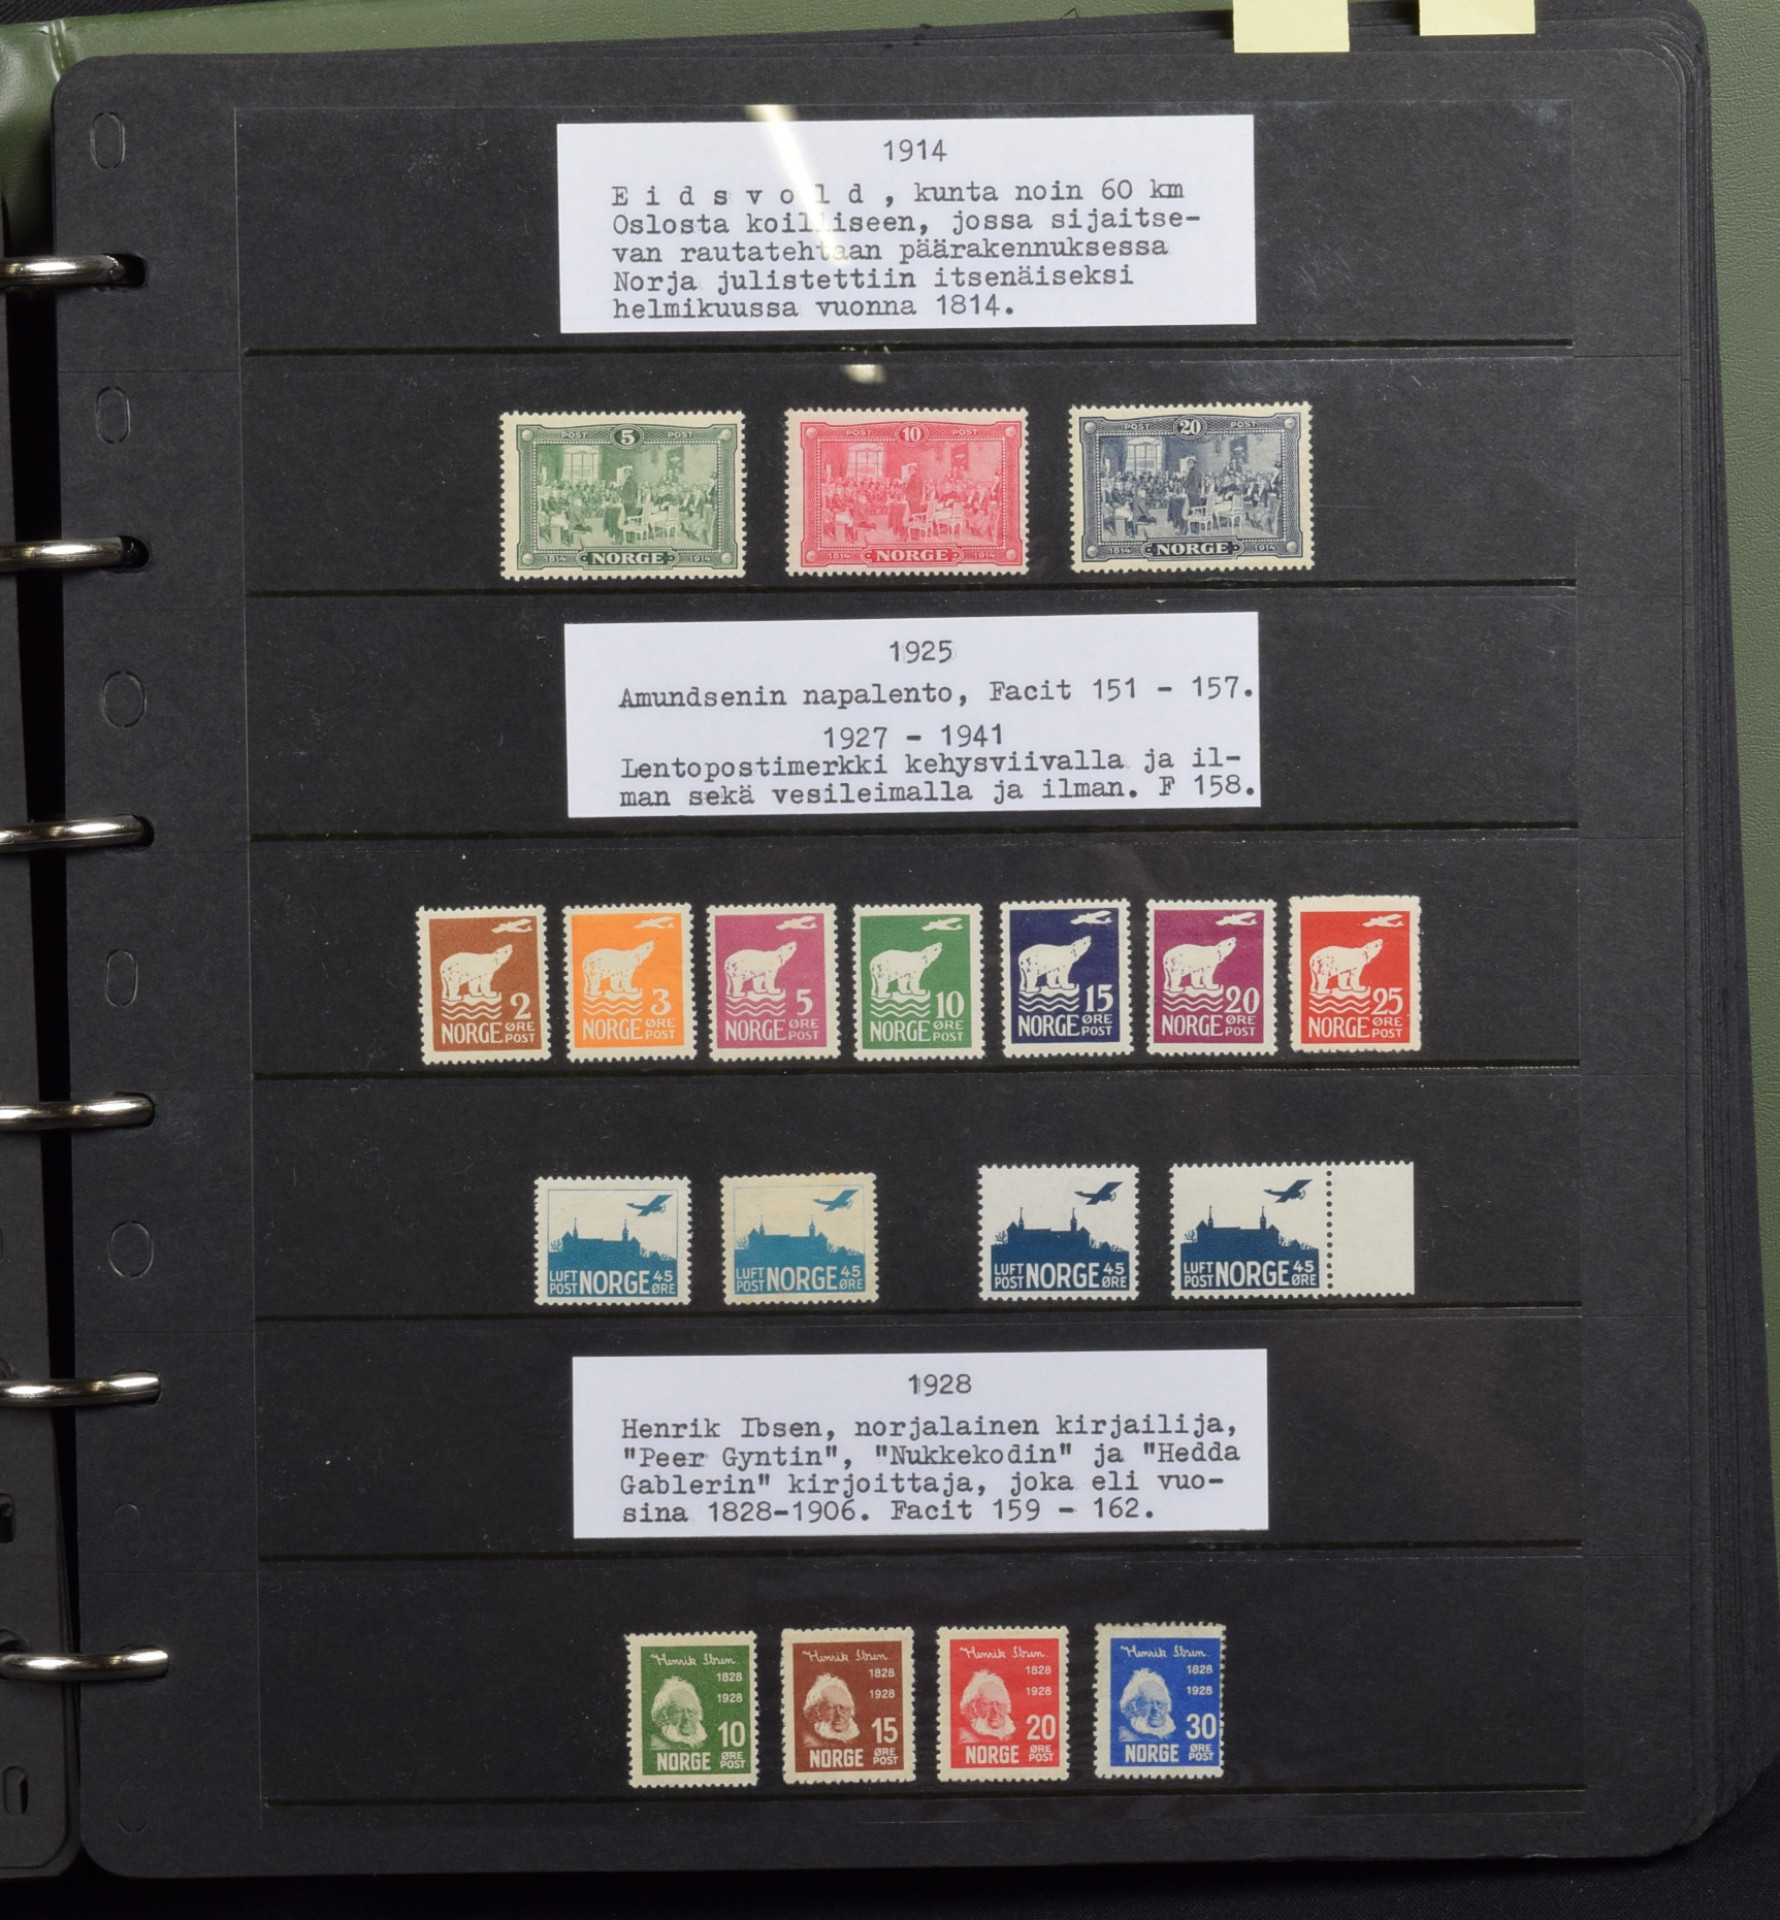 1914
E i d s v o l d , kunta noin 60 km
Oslosta koilliseen, jossa sijaitse-
van rautatehtaan päärakennuksessa
Norja julistettiin itsenäiseksi
helmikuussa vuonna 1814.
POST 5 POST
1814 NORGE 1914
POST 10 POST
1814 NORGE 1914
POST 20 POST
1814 NORGE 1914
1925
Amundsenin napalento, Facit 151 - 157.
1927 - 1941
Lentopostimerkki kehysviivalla ja il-
man sekä vesileimalla ja ilman. F 158.
2
NORGE ØRE POST
3
NORGE ØRE POST
5
NORGE ØRE POST
10
NORGE ØRE POST
15
NORGE ØRE POST
20
NORGE ØRE POST
25
NORGE ØRE POST
LUFT POST NORGE 45 ØRE
LUFT POST NORGE 45 ØRE
LUFT POST NORGE 45 ØRE
LUFT POST NORGE 45 ØRE
1928
Henrik Ibsen, norjalainen kirjailija,
"Peer Gyntin", "Nukkekodin" ja "Hedda
Gablerin" kirjoittaja, joka eli vuo-
sina 1828-1906. Facit 159 - 162.
Henrik Ibsen.
1828
1928
10
NORGE ØRE POST
Henrik Ibsen.
1828
1928
15
NORGE ØRE POST
Henrik Ibsen.
1828
1928
20
NORGE ØRE POST
Henrik Ibsen.
1828
1928
30
NORGE ØRE POST